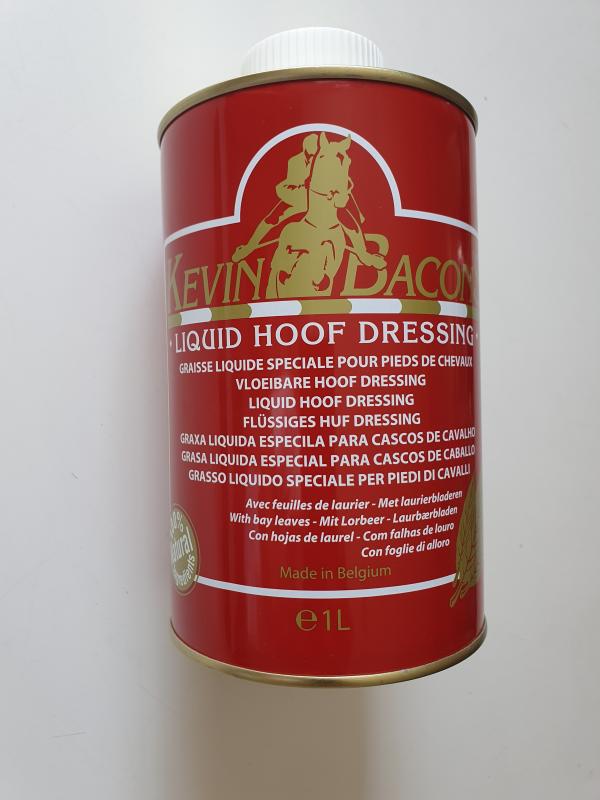 KEVIN BACON
· LIQUID HOOF DRESSING ·
GRAISSE LIQUIDE SPECIALE POUR PIEDS DE CHEVAUX
VLOEIBARE HOOF DRESSING
LIQUID HOOF DRESSING
FLÜSSIGES HUF DRESSING
GRAXA LIQUIDA ESPECILA PARA CASCOS DE CAVALHO
GRASA LIQUIDA ESPECIAL PARA CASCOS DE CABALLO
GRASSO LIQUIDO SPECIALE PER PIEDI DI CAVALLI
Avec feuilles de laurier - Met laurierbladeren
With bay leaves - Mit Lorbeer - Laurbærbladen
Con hojas de laurel - Com falhas de louro
Con foglie di alloro
Made in Belgium
℮1L